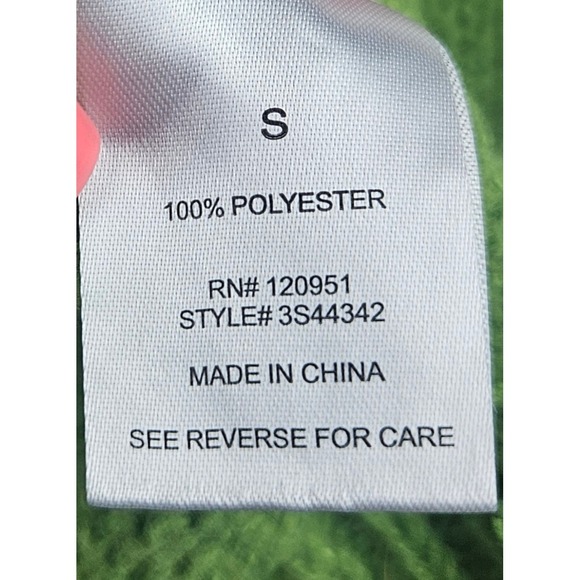 S
100% POLYESTER
RN# 120951
STYLE# 3S44342
MADE IN CHINA
SEE REVERSE FOR CARE